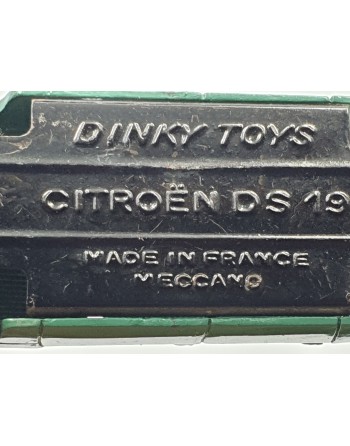 DINKY TOYS
CITROËN DS 19
MADE IN FRANCE
MECCANO